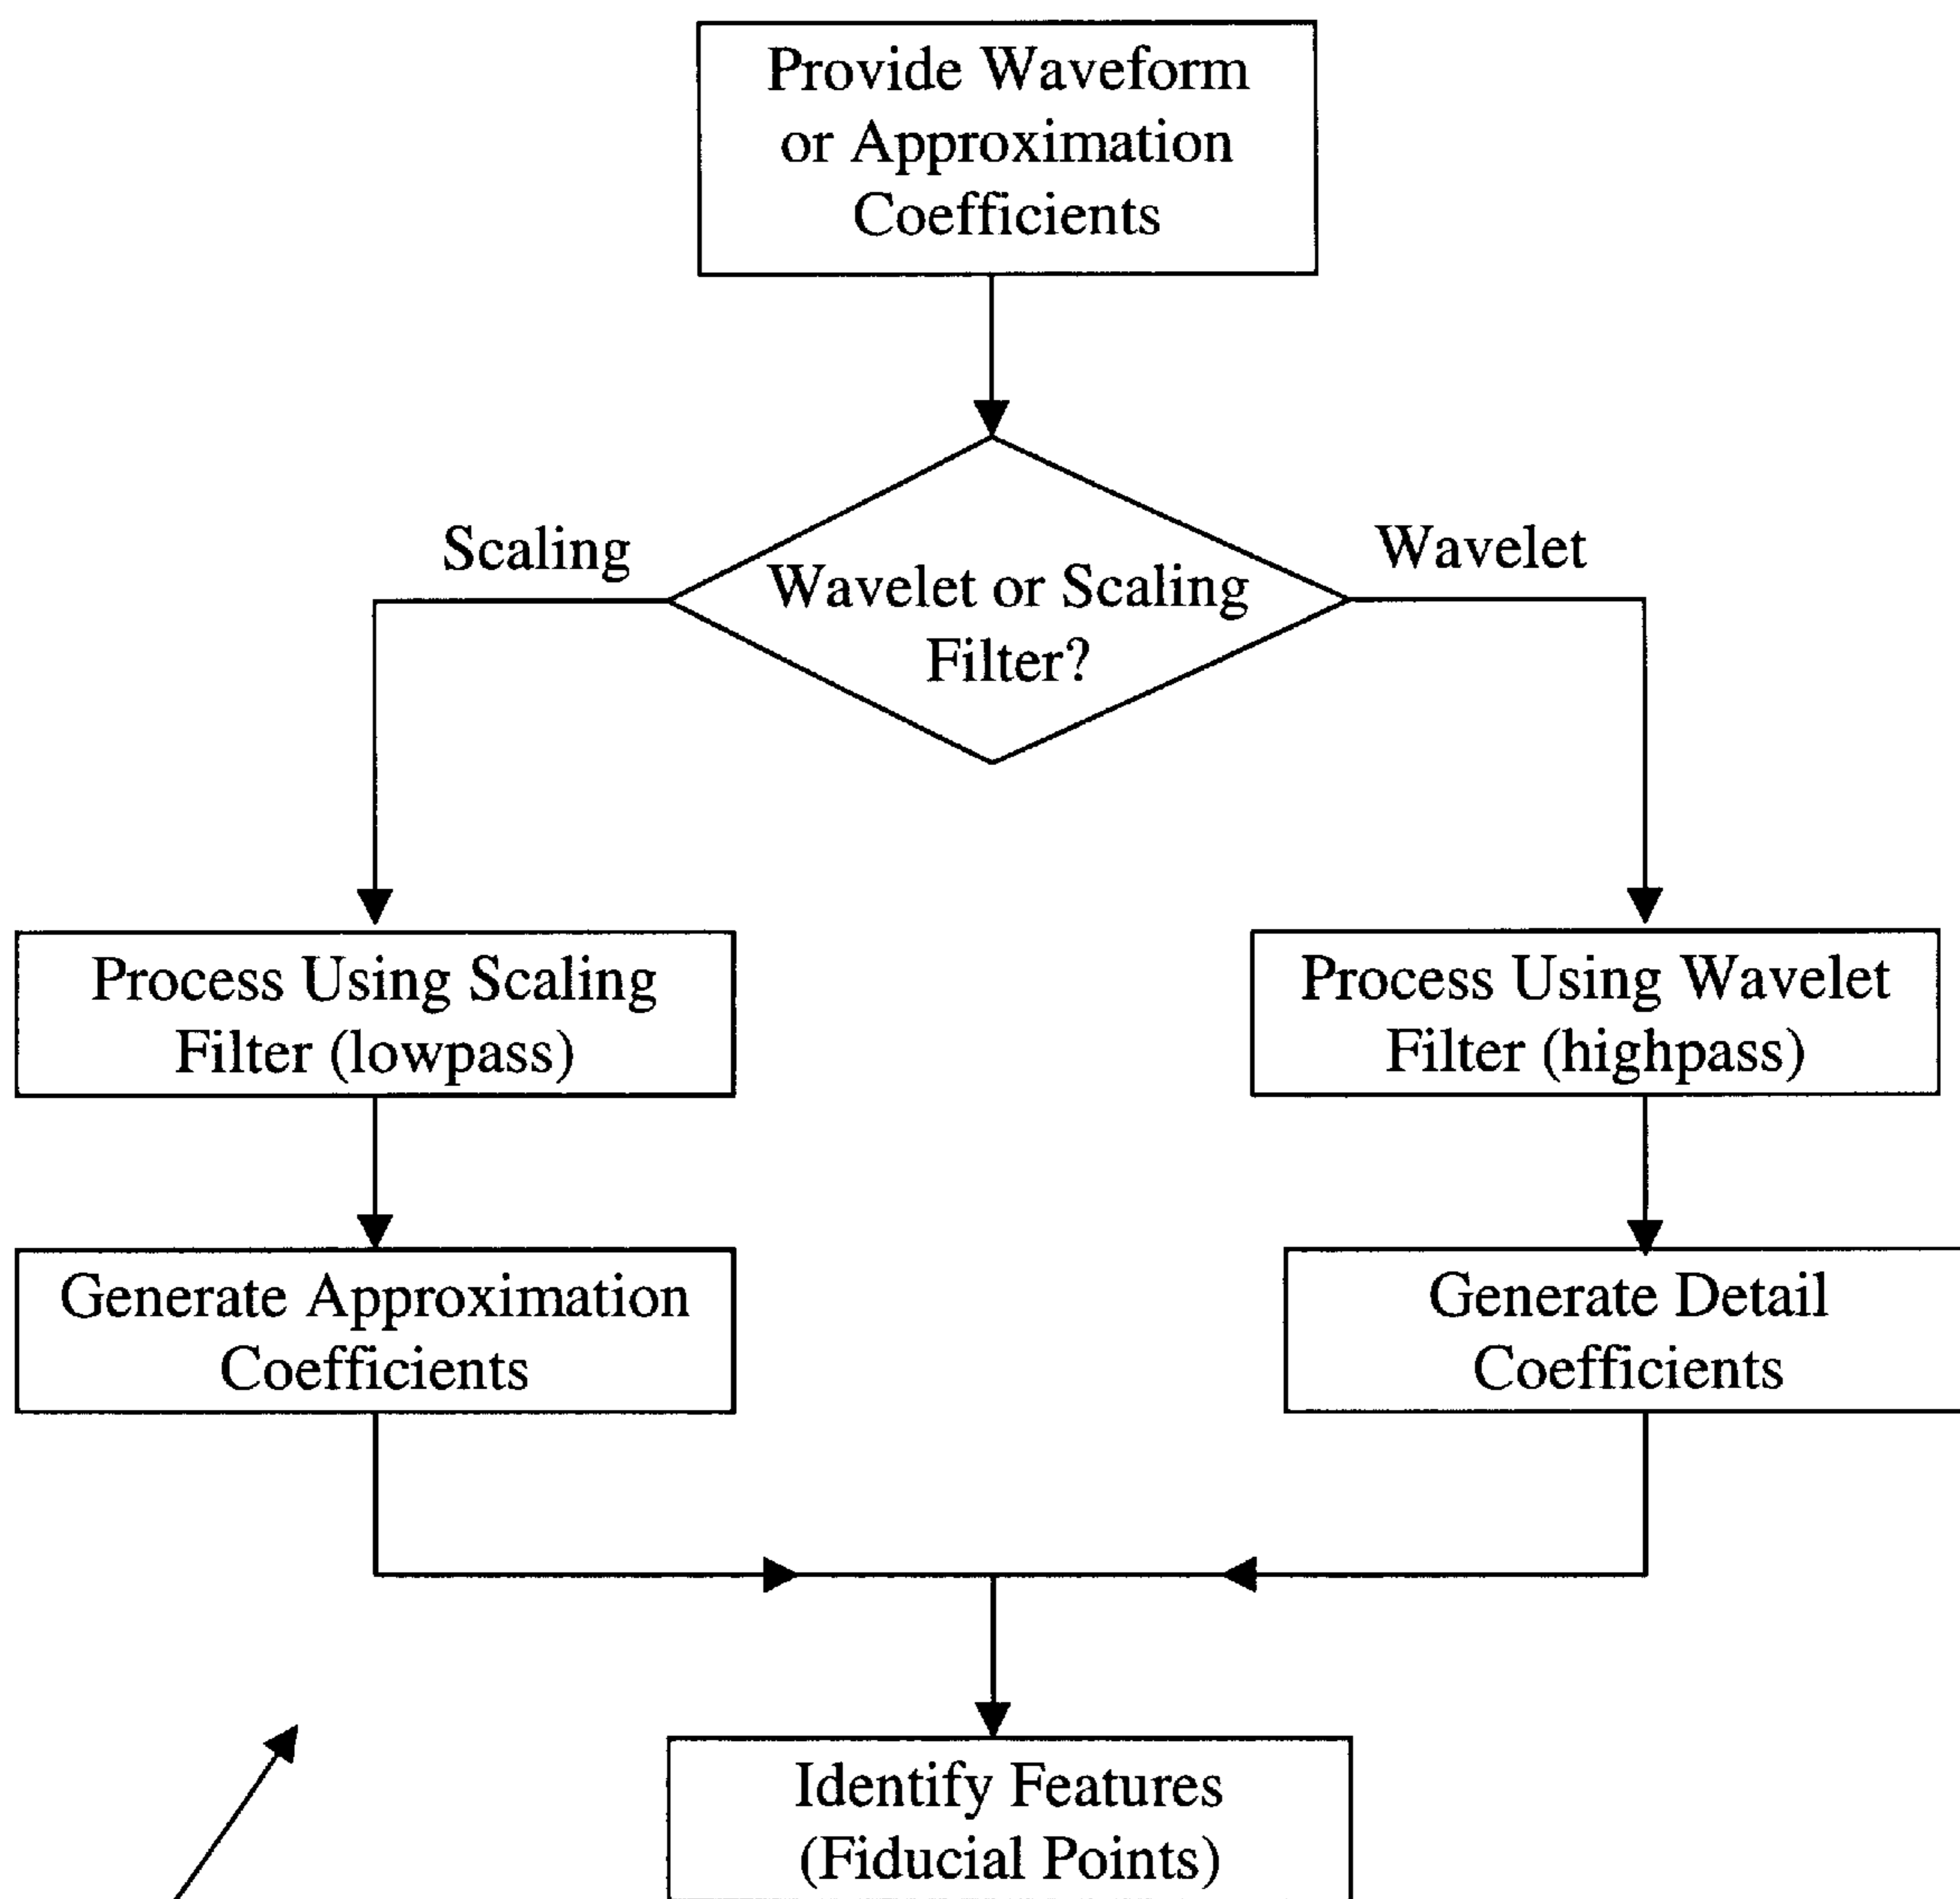 Provide Waveform
or Approximation
Coefficients
Scaling
Wavelet
Wavelet or Scaling
Filter?
Process Using Scaling
Filter (lowpass)
Process Using Wavelet
Filter (highpass)
Generate Approximation
Coefficients
Generate Detail
Coefficients
Identify Features
(Fiducial Points)